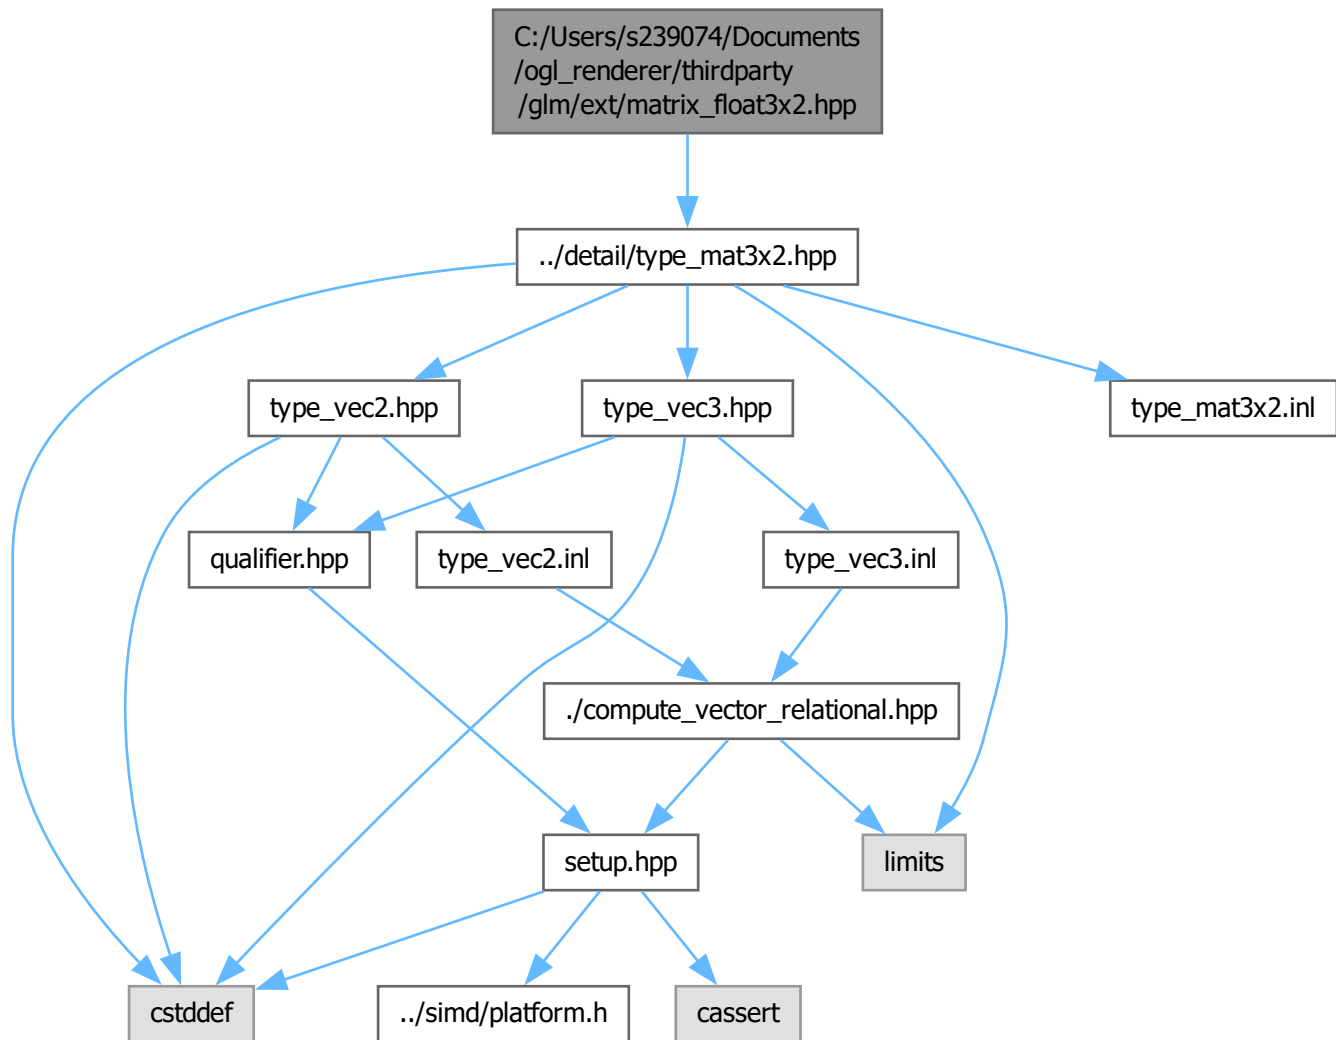 C:/Users/s239074/Documents
/ogl_renderer/thirdparty
/glm/ext/matrix_float3x2.hpp
../detail/type_mat3x2.hpp
type_vec2.hpp
type_vec3.hpp
type_mat3x2.inl
qualifier.hpp
type_vec2.inl
type_vec3.inl
./compute_vector_relational.hpp
setup.hpp
limits
cstddef
../simd/platform.h
cassert